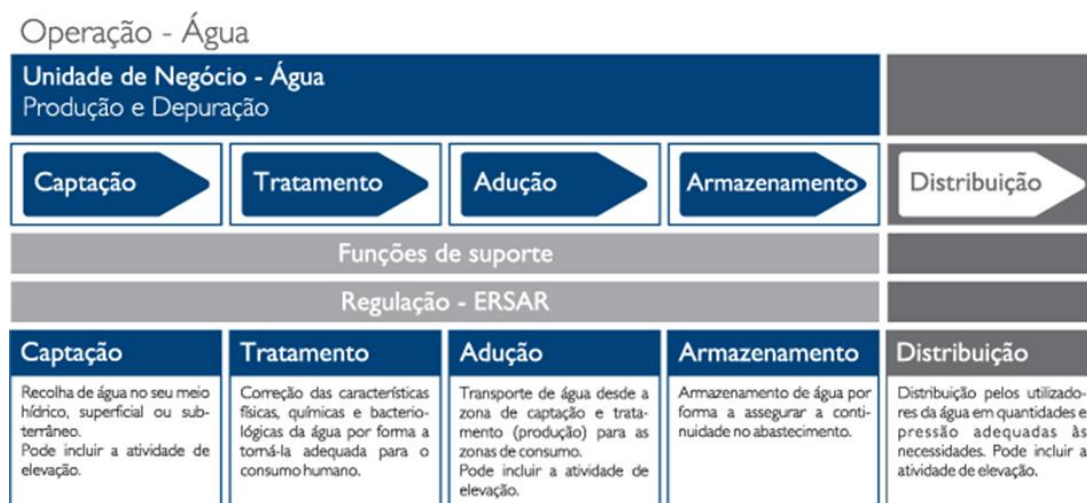 Operação - Água
Unidade de Negócio - Água
Produção e Depuração
Captação
Tratamento
Adução
Armazenamento
Distribuição
Funções de suporte
Regulação - ERSAR
Captação
Recolha de água no seu meio
hídrico, superficial ou sub-
terrâneo.
Pode incluir a atividade de
elevação.
Tratamento
Correção das características
físicas, químicas e bacterio-
lógicas da água por forma a
torná-la adequada para o
consumo humano.
Adução
Transporte de água desde a
zona de captação e trata-
mento (produção) para as
zonas de consumo.
Pode incluir a atividade de
elevação.
Armazenamento
Armazenamento de água por
forma a assegurar a conti-
nuidade no abastecimento.
Distribuição
Distribuição pelos utilizado-
res da água em quantidades e
pressão adequadas às
necessidades. Pode incluir a
atividade de elevação.